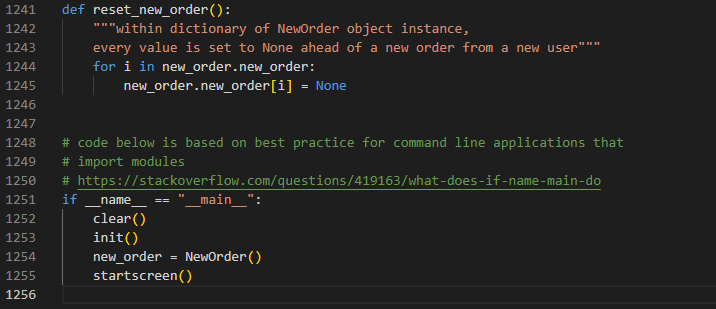 1241 def reset_new_order():
1242     """within dictionary of NewOrder object instance,
1243     every value is set to None ahead of a new order from a new user"""
1244     for i in new_order.new_order:
1245         new_order.new_order[i] = None
1246
1247
1248 # code below is based on best practice for command line applications that
1249 # import modules
1250 # https://stackoverflow.com/questions/419163/what-does-if-name-main-do
1251 if __name__ == "__main__":
1252     clear()
1253     init()
1254     new_order = NewOrder()
1255     startscreen()
1256